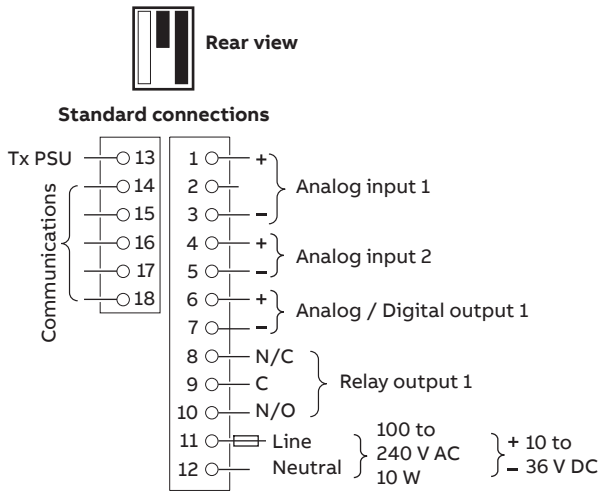 Rear view
Standard connections
Tx PSU 13 1 +
14 2 Analog input 1
15 3 –
16 4 +
17 5 – Analog input 2
18 6 +
7 – Analog / Digital output 1
8 N/C
9 C Relay output 1
10 N/O
11 Line 100 to + 10 to
240 V AC
12 Neutral 10 W – 36 V DC
Communications